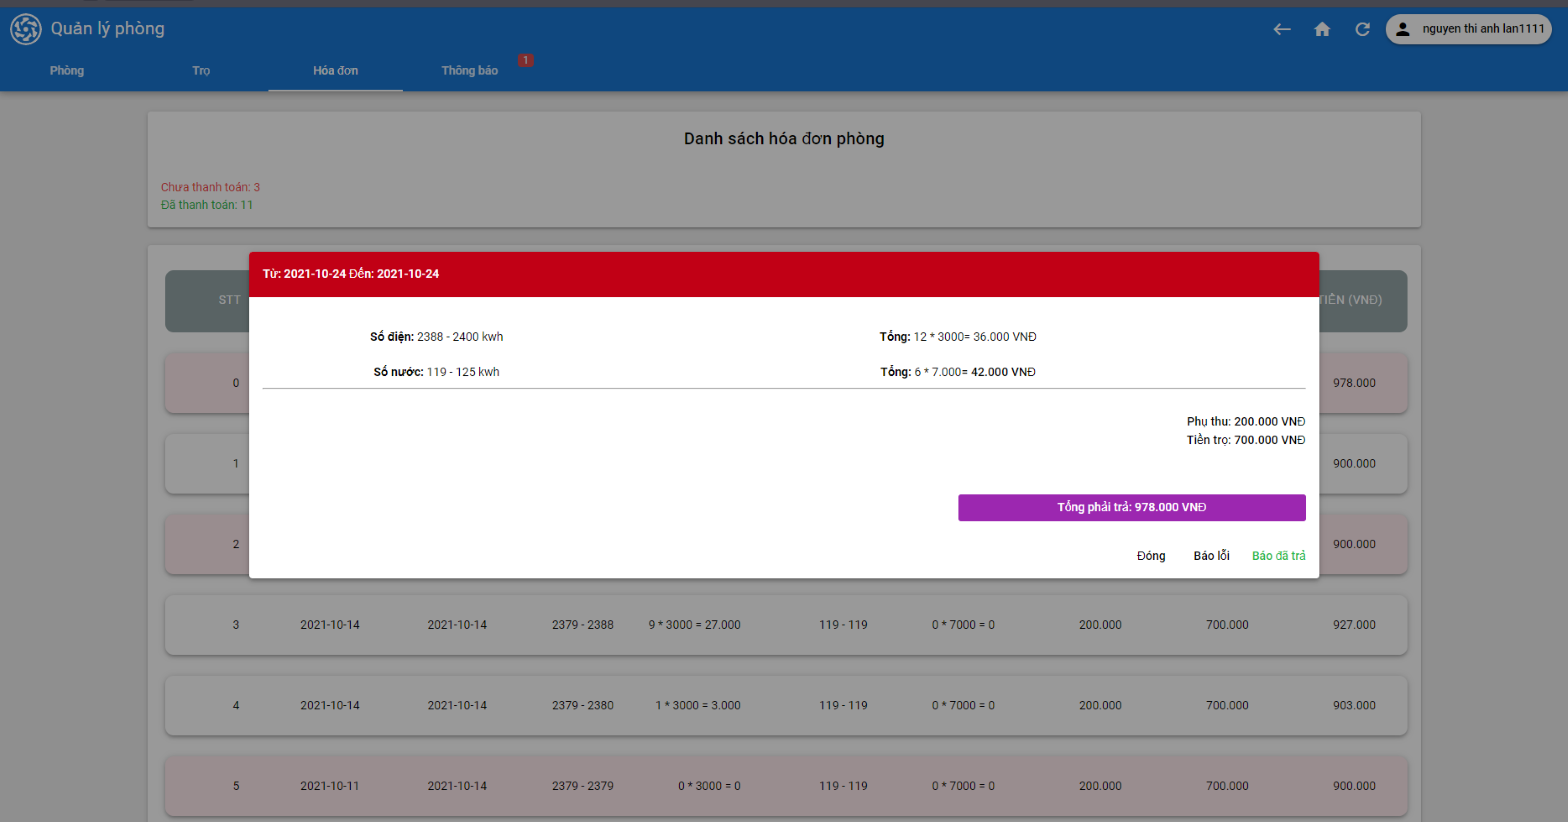 Quản lý phòng
nguyen thi anh lan1111
Phòng Trọ Hóa đơn Thông báo 1
Danh sách hóa đơn phòng
Chưa thanh toán: 3
Đã thanh toán: 11
Từ: 2021-10-24 Đến: 2021-10-24
STT TIỀN (VNĐ)
Số điện: 2388 - 2400 kwh Tổng: 12 * 3000= 36.000 VNĐ
Số nước: 119 - 125 kwh Tổng: 6 * 7.000= 42.000 VNĐ
0 978.000
Phụ thu: 200.000 VNĐ
Tiền trọ: 700.000 VNĐ
1 900.000
Tổng phải trả: 978.000 VNĐ
2 900.000
Đóng Báo lỗi Báo đã trả
3 2021-10-14 2021-10-14 2379 - 2388 9 * 3000 = 27.000 119 - 119 0 * 7000 = 0 200.000 700.000 927.000
4 2021-10-14 2021-10-14 2379 - 2380 1 * 3000 = 3.000 119 - 119 0 * 7000 = 0 200.000 700.000 903.000
5 2021-10-11 2021-10-14 2379 - 2379 0 * 3000 = 0 119 - 119 0 * 7000 = 0 200.000 700.000 900.000